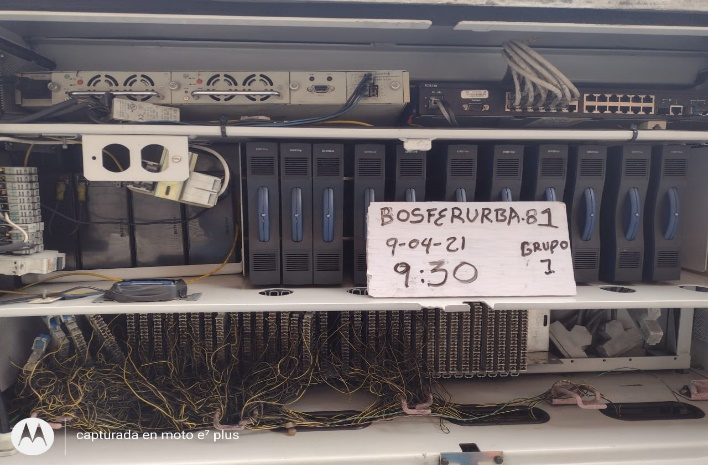 BOSFERURBA.81
9-04-21
GRUPO
9:30
1
capturada en moto e⁷ plus